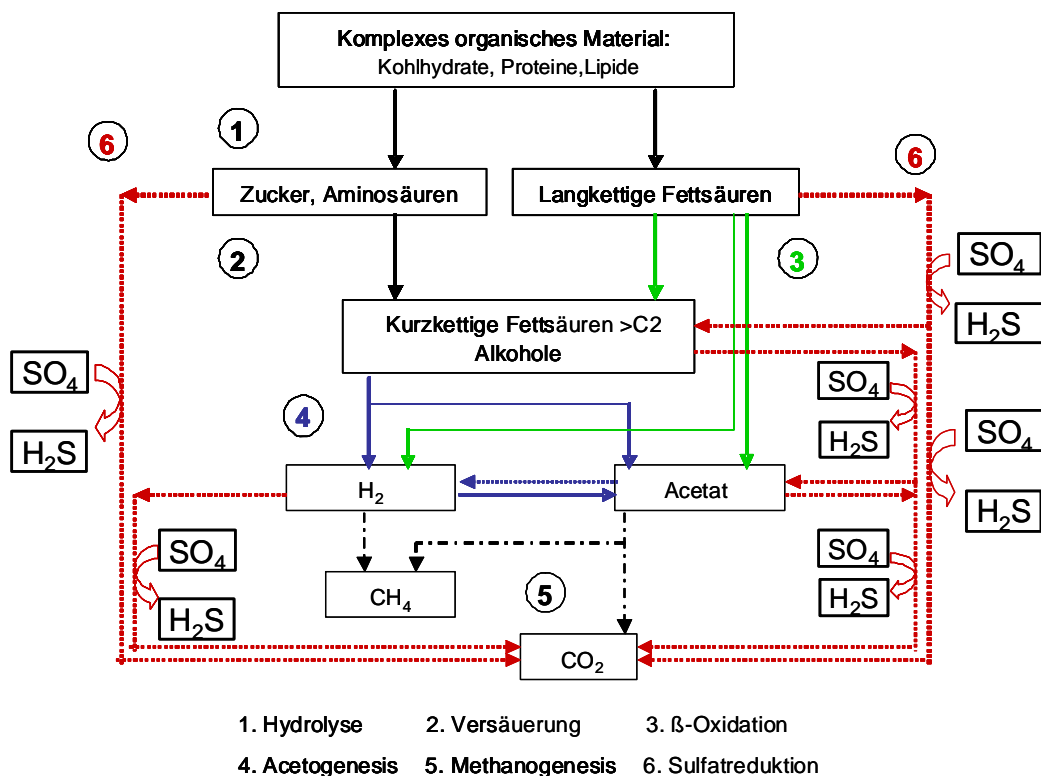 Komplexes organisches Material:
Kohlhydrate, Proteine,Lipide
1
6
6
Zucker, Aminosäuren
Langkettige Fettsäuren
2
3
SO₄
H₂S
Kurzkettige Fettsäuren >C2
Alkohole
SO₄
H₂S
SO₄
H₂S
4
SO₄
H₂S
H₂
Acetat
SO₄
H₂S
SO₄
H₂S
CH₄
5
CO₂
1. Hydrolyse 2. Versäuerung 3. ß-Oxidation
4. Acetogenesis 5. Methanogenesis 6. Sulfatreduktion